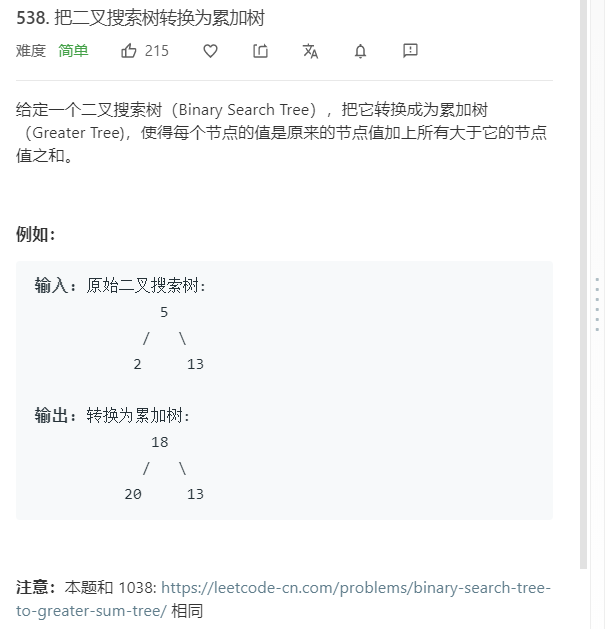 538. 把二叉搜索树转换为累加树
难度 简单 215
给定一个二叉搜索树（Binary Search Tree），把它转换成为累加树
（Greater Tree)，使得每个节点的值是原来的节点值加上所有大于它的节点
值之和。
例如：
输入：原始二叉搜索树:
5
/ \
2 13
输出：转换为累加树:
18
/ \
20 13
注意：本题和 1038: https://leetcode-cn.com/problems/binary-search-tree-
to-greater-sum-tree/ 相同